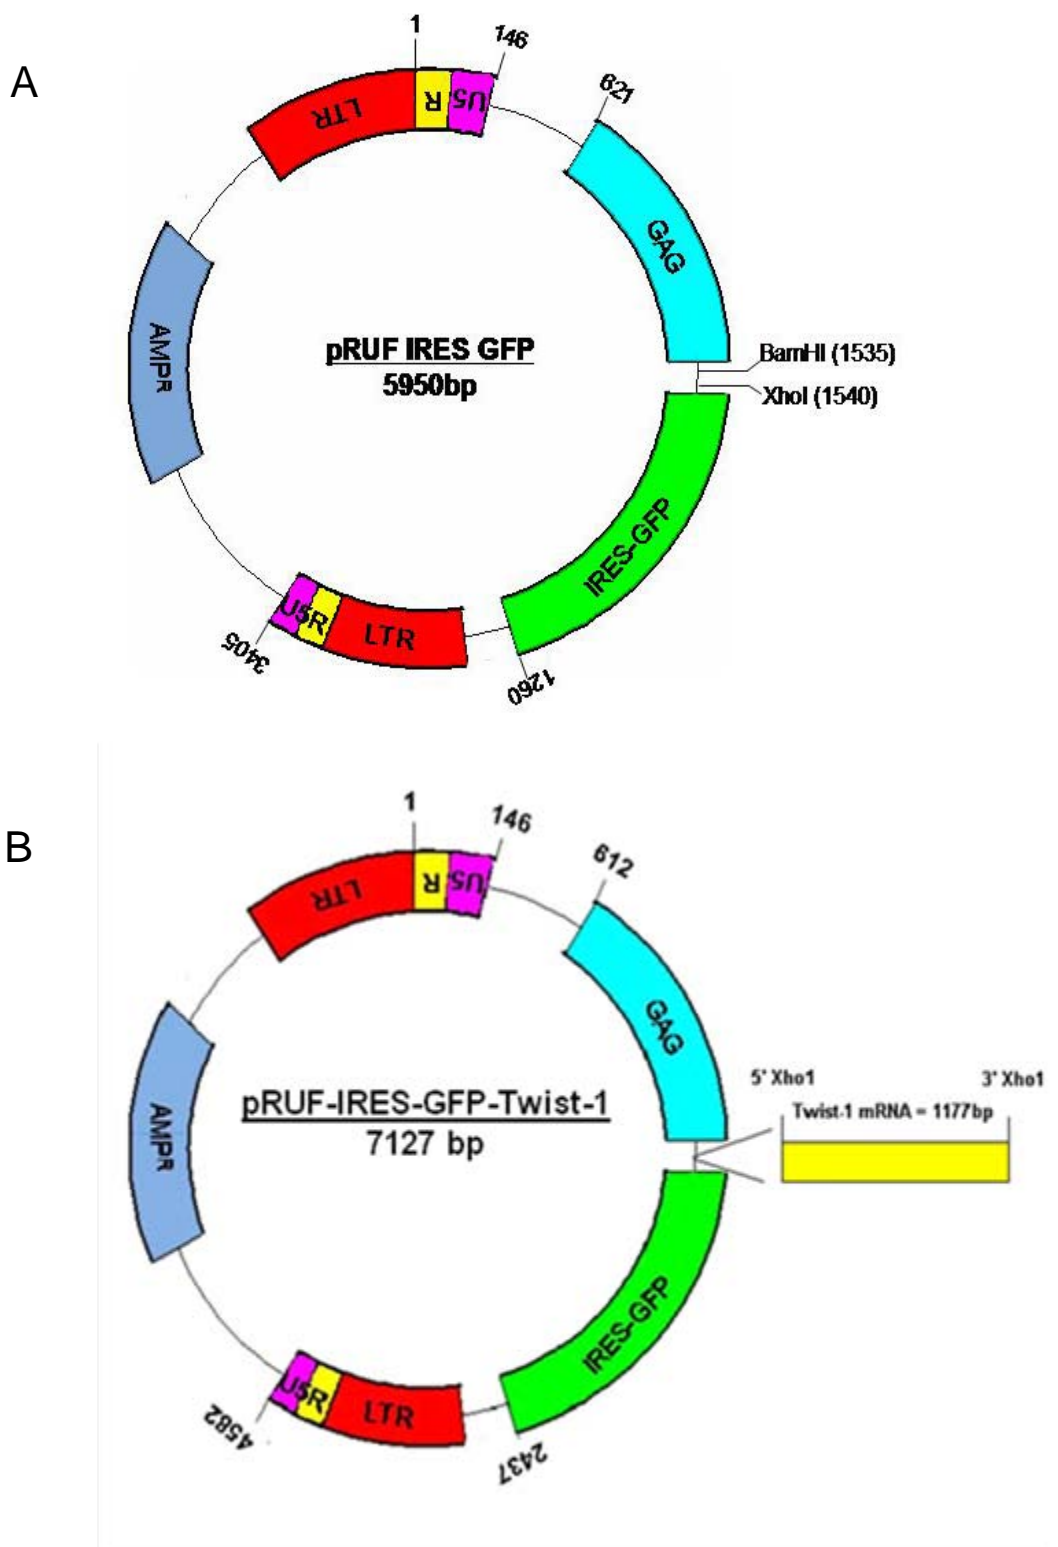 A
1
146
621
LTR
R
U5
GAG
AMPR
pRUF IRES GFP
5950bp
BamHI (1535)
XhoI (1540)
IRES-GFP
U5R
LTR
3405
1260
B
1
146
612
LTR
R
U5
GAG
5' Xho1
3' Xho1
Twist-1 mRNA = 1177bp
AMPR
pRUF-IRES-GFP-Twist-1
7127 bp
IRES-GFP
U5R
LTR
4582
2437